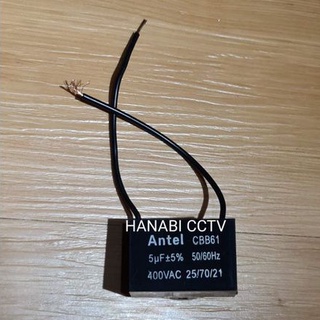 HANABI CCTV
Antel CBB61
5µF±5% 50/60Hz
400VAC 25/70/21